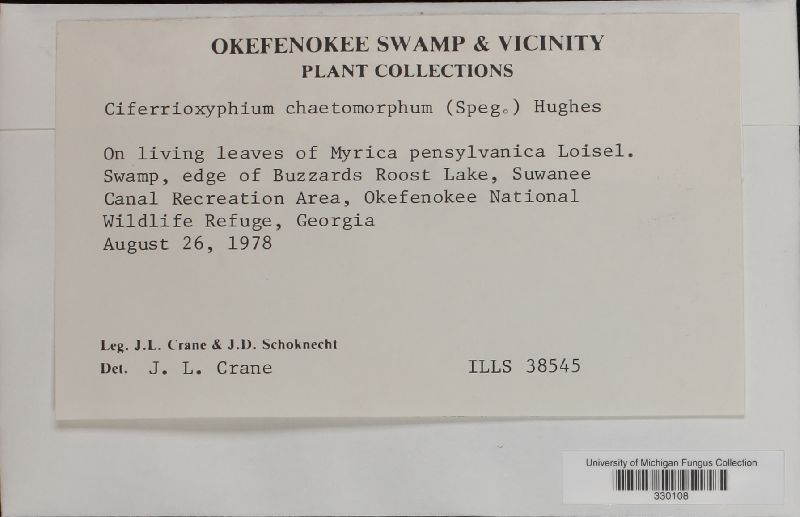 OKEFENOKEE SWAMP & VICINITY
PLANT COLLECTIONS
Ciferrioxyphium chaetomorphum (Speg.) Hughes
On living leaves of Myrica pensylvanica Loisel.
Swamp, edge of Buzzards Roost Lake, Suwanee
Canal Recreation Area, Okefenokee National
Wildlife Refuge, Georgia
August 26, 1978
Leg. J.L. Crane & J.D. Schoknecht
Det. J. L. Crane ILLS 38545
University of Michigan Fungus Collection
330108